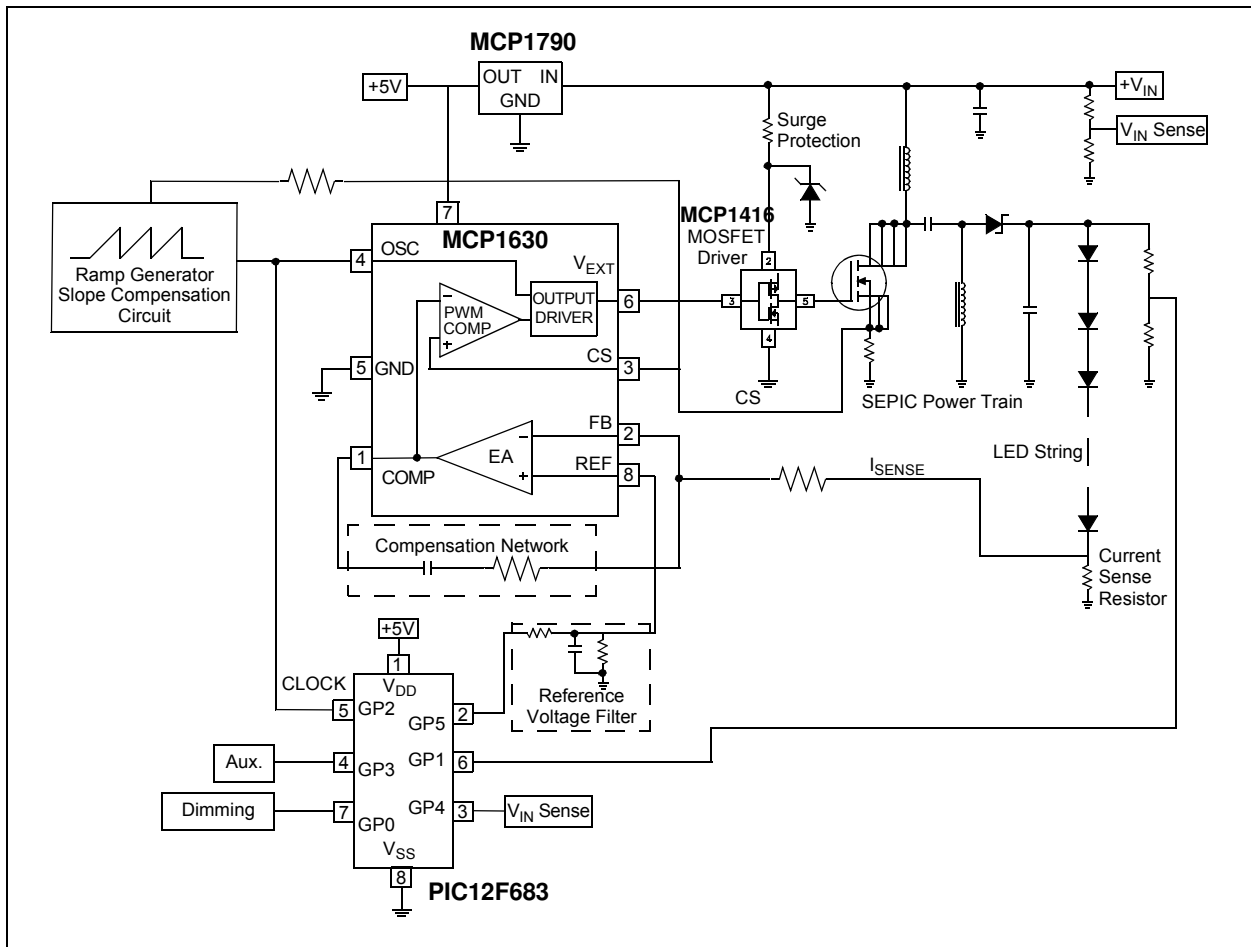 MCP1790
+5V
OUT IN
GND
+VIN
VIN Sense
Surge
Protection
MCP1416
MOSFET
Driver
2
3
5
4
7
MCP1630
Ramp Generator
Slope Compensation
Circuit
4
OSC
VEXT
OUTPUT
DRIVER
6
−
PWM
COMP
+
CS
3
5
GND
CS
SEPIC Power Train
FB
2
−
EA
REF
+
8
1
COMP
LED String
ISENSE
Compensation Network
Current
Sense
Resistor
+5V
1
VDD
CLOCK
5
GP2
GP5
2
Reference
Voltage Filter
Aux.
4
GP3
GP1
6
Dimming
7
GP0
GP4
3
VIN Sense
VSS
8
PIC12F683